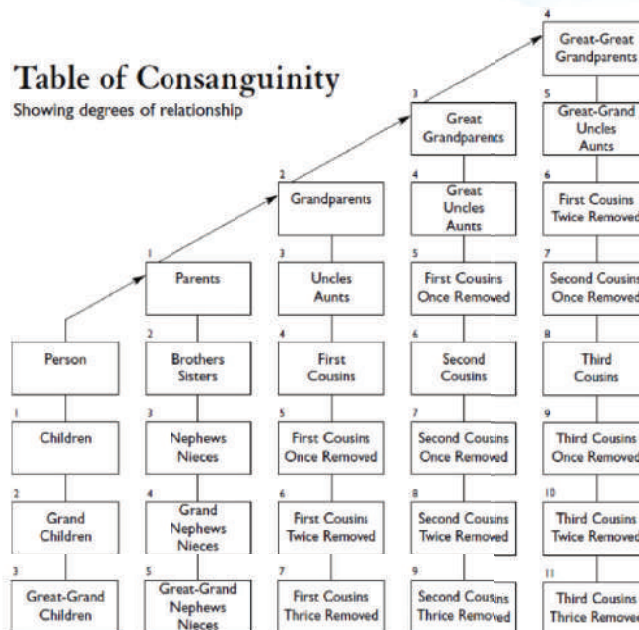 4
Great-Great
Grandparents
Table of Consanguinity
Showing degrees of relationship
3
Great
Grandparents
5
Great-Grand
Uncles
Aunts
2
Grandparents
4
Great
Uncles
Aunts
6
First Cousins
Twice Removed
1
Parents
3
Uncles
Aunts
5
First Cousins
Once Removed
7
Second Cousins
Once Removed
Person
2
Brothers
Sisters
4
First
Cousins
6
Second
Cousins
8
Third
Cousins
1
Children
3
Nephews
Nieces
5
First Cousins
Once Removed
7
Second Cousins
Once Removed
9
Third Cousins
Once Removed
2
Grand
Children
4
Grand
Nephews
Nieces
6
First Cousins
Twice Removed
8
Second Cousins
Twice Removed
10
Third Cousins
Twice Removed
3
Great-Grand
Children
5
Great-Grand
Nephews
Nieces
7
First Cousins
Thrice Removed
9
Second Cousins
Thrice Removed
11
Third Cousins
Thrice Removed